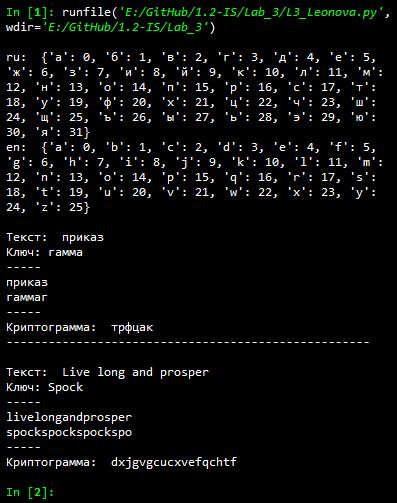 In [1]: runfile('E:/GitHub/1.2-IS/Lab_3/L3_Leonova.py',
wdir='E:/GitHub/1.2-IS/Lab_3')
ru: {'а': 0, 'б': 1, 'в': 2, 'г': 3, 'д': 4, 'е': 5,
'ж': 6, 'з': 7, 'и': 8, 'й': 9, 'к': 10, 'л': 11, 'м':
12, 'н': 13, 'о': 14, 'п': 15, 'р': 16, 'с': 17, 'т':
18, 'у': 19, 'ф': 20, 'х': 21, 'ц': 22, 'ч': 23, 'ш':
24, 'щ': 25, 'ъ': 26, 'ы': 27, 'ь': 28, 'э': 29, 'ю':
30, 'я': 31}
en: {'a': 0, 'b': 1, 'c': 2, 'd': 3, 'e': 4, 'f': 5,
'g': 6, 'h': 7, 'i': 8, 'j': 9, 'k': 10, 'l': 11, 'm':
12, 'n': 13, 'o': 14, 'p': 15, 'q': 16, 'r': 17, 's':
18, 't': 19, 'u': 20, 'v': 21, 'w': 22, 'x': 23, 'y':
24, 'z': 25}
Текст: приказ
Ключ: гамма
-----
приказ
гаммаг
-----
Криптограмма: трфцак
----------------------------------------------------
Текст: Live long and prosper
Ключ: Spock
-----
livelongandprosper
spockspockspockspo
-----
Криптограмма: dxjgvgcucxvefqchtf
In [2]: